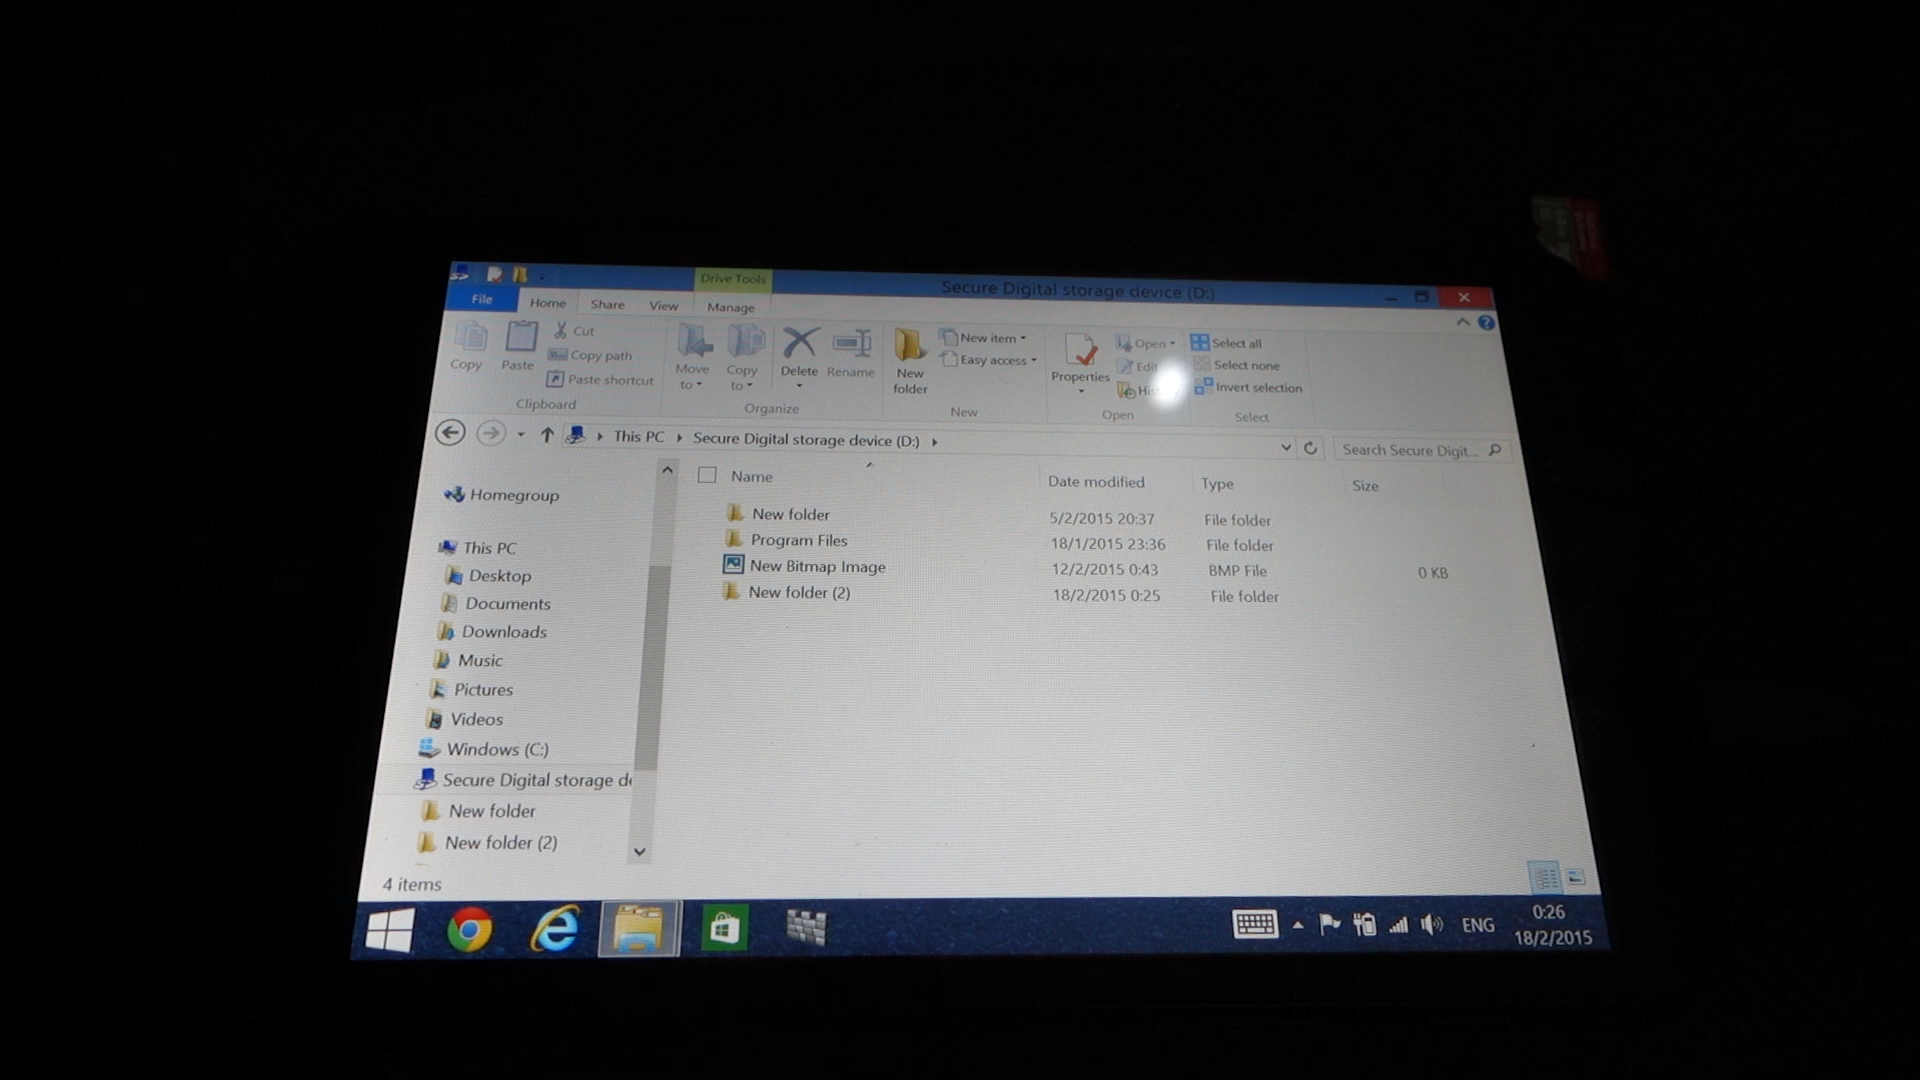 Drive Tools
Secure Digital storage device (D:)
File Home Share View Manage
Copy
Paste
Cut
Copy path
Paste shortcut
Clipboard
Move to
Copy to
Delete
Rename
Organize
New folder
New item
Easy access
New
Properties
Open
Edit
Open
Select all
Select none
Invert selection
Select
This PC Secure Digital storage device (D:)
Search Secure Digit...
Homegroup
This PC
Desktop
Documents
Downloads
Music
Pictures
Videos
Windows (C:)
Secure Digital storage de
New folder
New folder (2)
Name Date modified Type Size
New folder 5/2/2015 20:37 File folder
Program Files 18/1/2015 23:36 File folder
New Bitmap Image 12/2/2015 0:43 BMP File 0 KB
New folder (2) 18/2/2015 0:25 File folder
4 items
ENG
0:26
18/2/2015